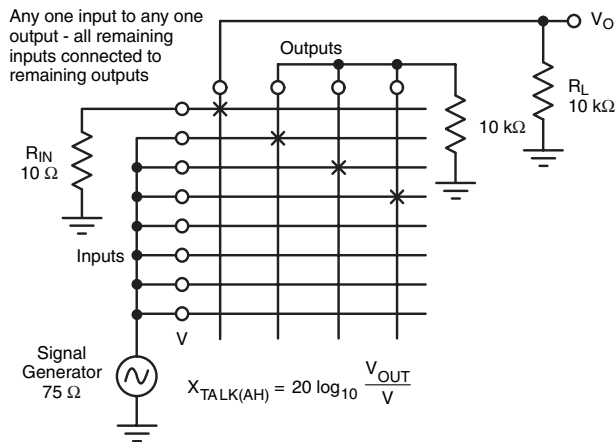 Any one input to any one
output - all remaining
inputs connected to
remaining outputs
Outputs
VO
RL
10 kΩ
10 kΩ
RIN
10 Ω
Inputs
V
Signal
Generator
75 Ω
XTALK(AH) = 20 log10 VOUT
V